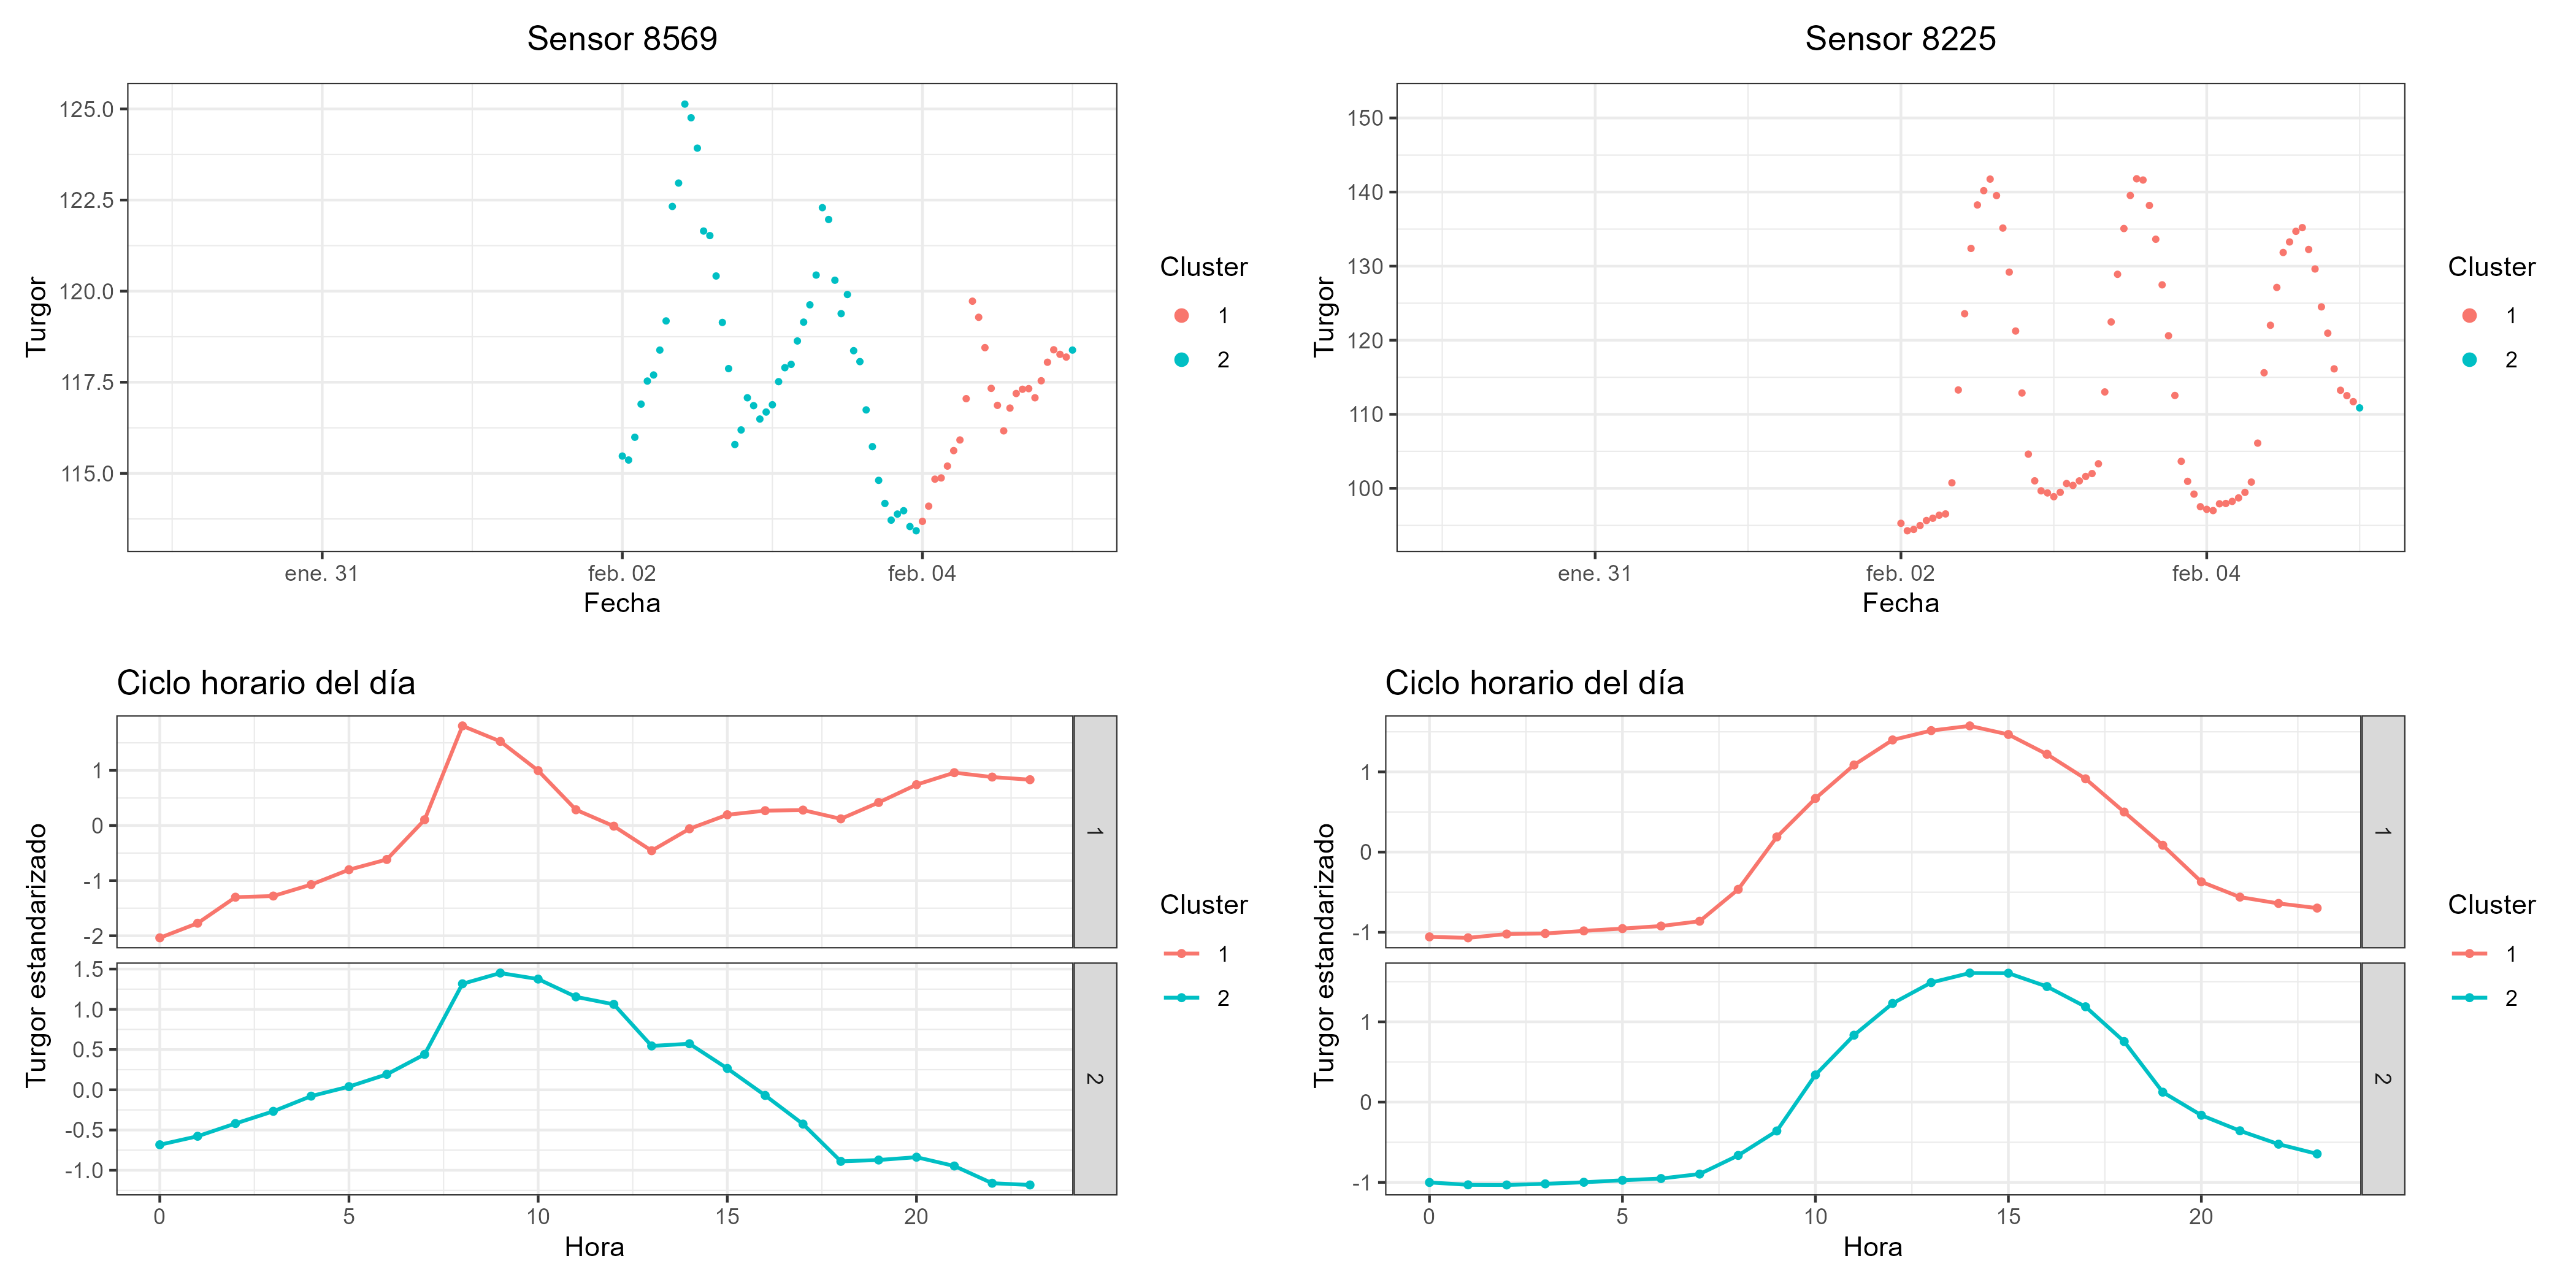 Sensor 8569
125.0
122.5
120.0
117.5
115.0
Turgor
ene. 31
feb. 02
feb. 04
Fecha
Cluster
1
2
Sensor 8225
150
140
130
120
110
100
Turgor
ene. 31
feb. 02
feb. 04
Fecha
Cluster
1
2
Ciclo horario del día
1
0
-1
-2
1
1.5
1.0
0.5
0.0
-0.5
-1.0
2
Turgor estandarizado
0
5
10
15
20
Hora
Cluster
1
2
Ciclo horario del día
1
0
-1
1
1
0
-1
2
Turgor estandarizado
0
5
10
15
20
Hora
Cluster
1
2